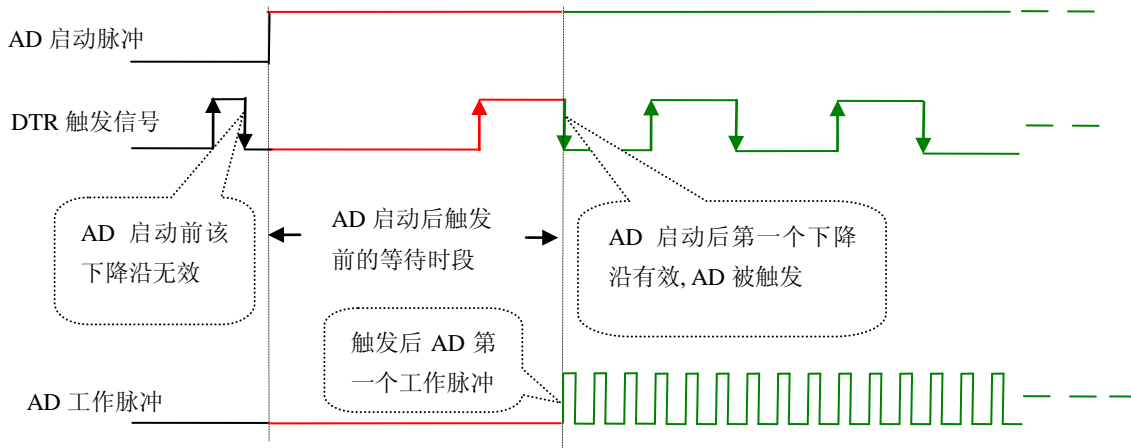 AD 启动脉冲
DTR 触发信号
AD 启动前该
下降沿无效
AD 启动后触发
前的等待时段
AD 启动后第一个下降
沿有效, AD 被触发
触发后 AD 第
一个工作脉冲
AD 工作脉冲